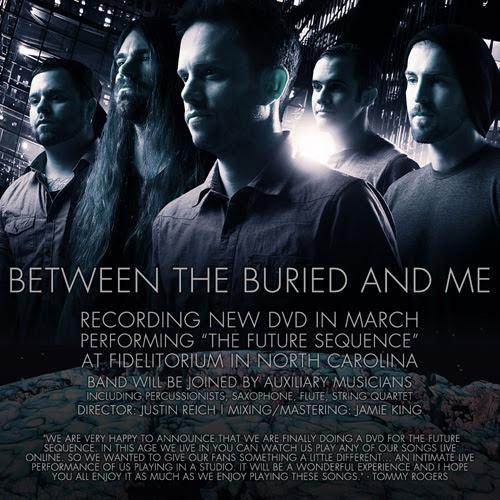 BETWEEN THE BURIED AND ME
RECORDING NEW DVD IN MARCH
PERFORMING "THE FUTURE SEQUENCE"
AT FIDELITORIUM IN NORTH CAROLINA
BAND WILL BE JOINED BY AUXILIARY MUSICIANS
INCLUDING PERCUSSIONISTS, SAXOPHONE, FLUTE, STRING QUARTET
DIRECTOR: JUSTIN REICH | MIXING/MASTERING: JAMIE KING
"WE ARE VERY HAPPY TO ANNOUNCE THAT WE ARE FINALLY DOING A DVD FOR THE FUTURE
SEQUENCE. IN THIS AGE WE LIVE IN YOU CAN WATCH US PLAY ANY OF OUR SONGS LIVE
ONLINE. SO WE WANTED TO GIVE OUR FANS SOMETHING A LITTLE DIFFERENT... AN INTIMATE LIVE
PERFORMANCE OF US PLAYING IN A STUDIO. IT WILL BE A WONDERFUL EXPERIENCE AND I HOPE
YOU ALL ENJOY IT AS MUCH AS WE ENJOY PLAYING THESE SONGS." - TOMMY ROGERS